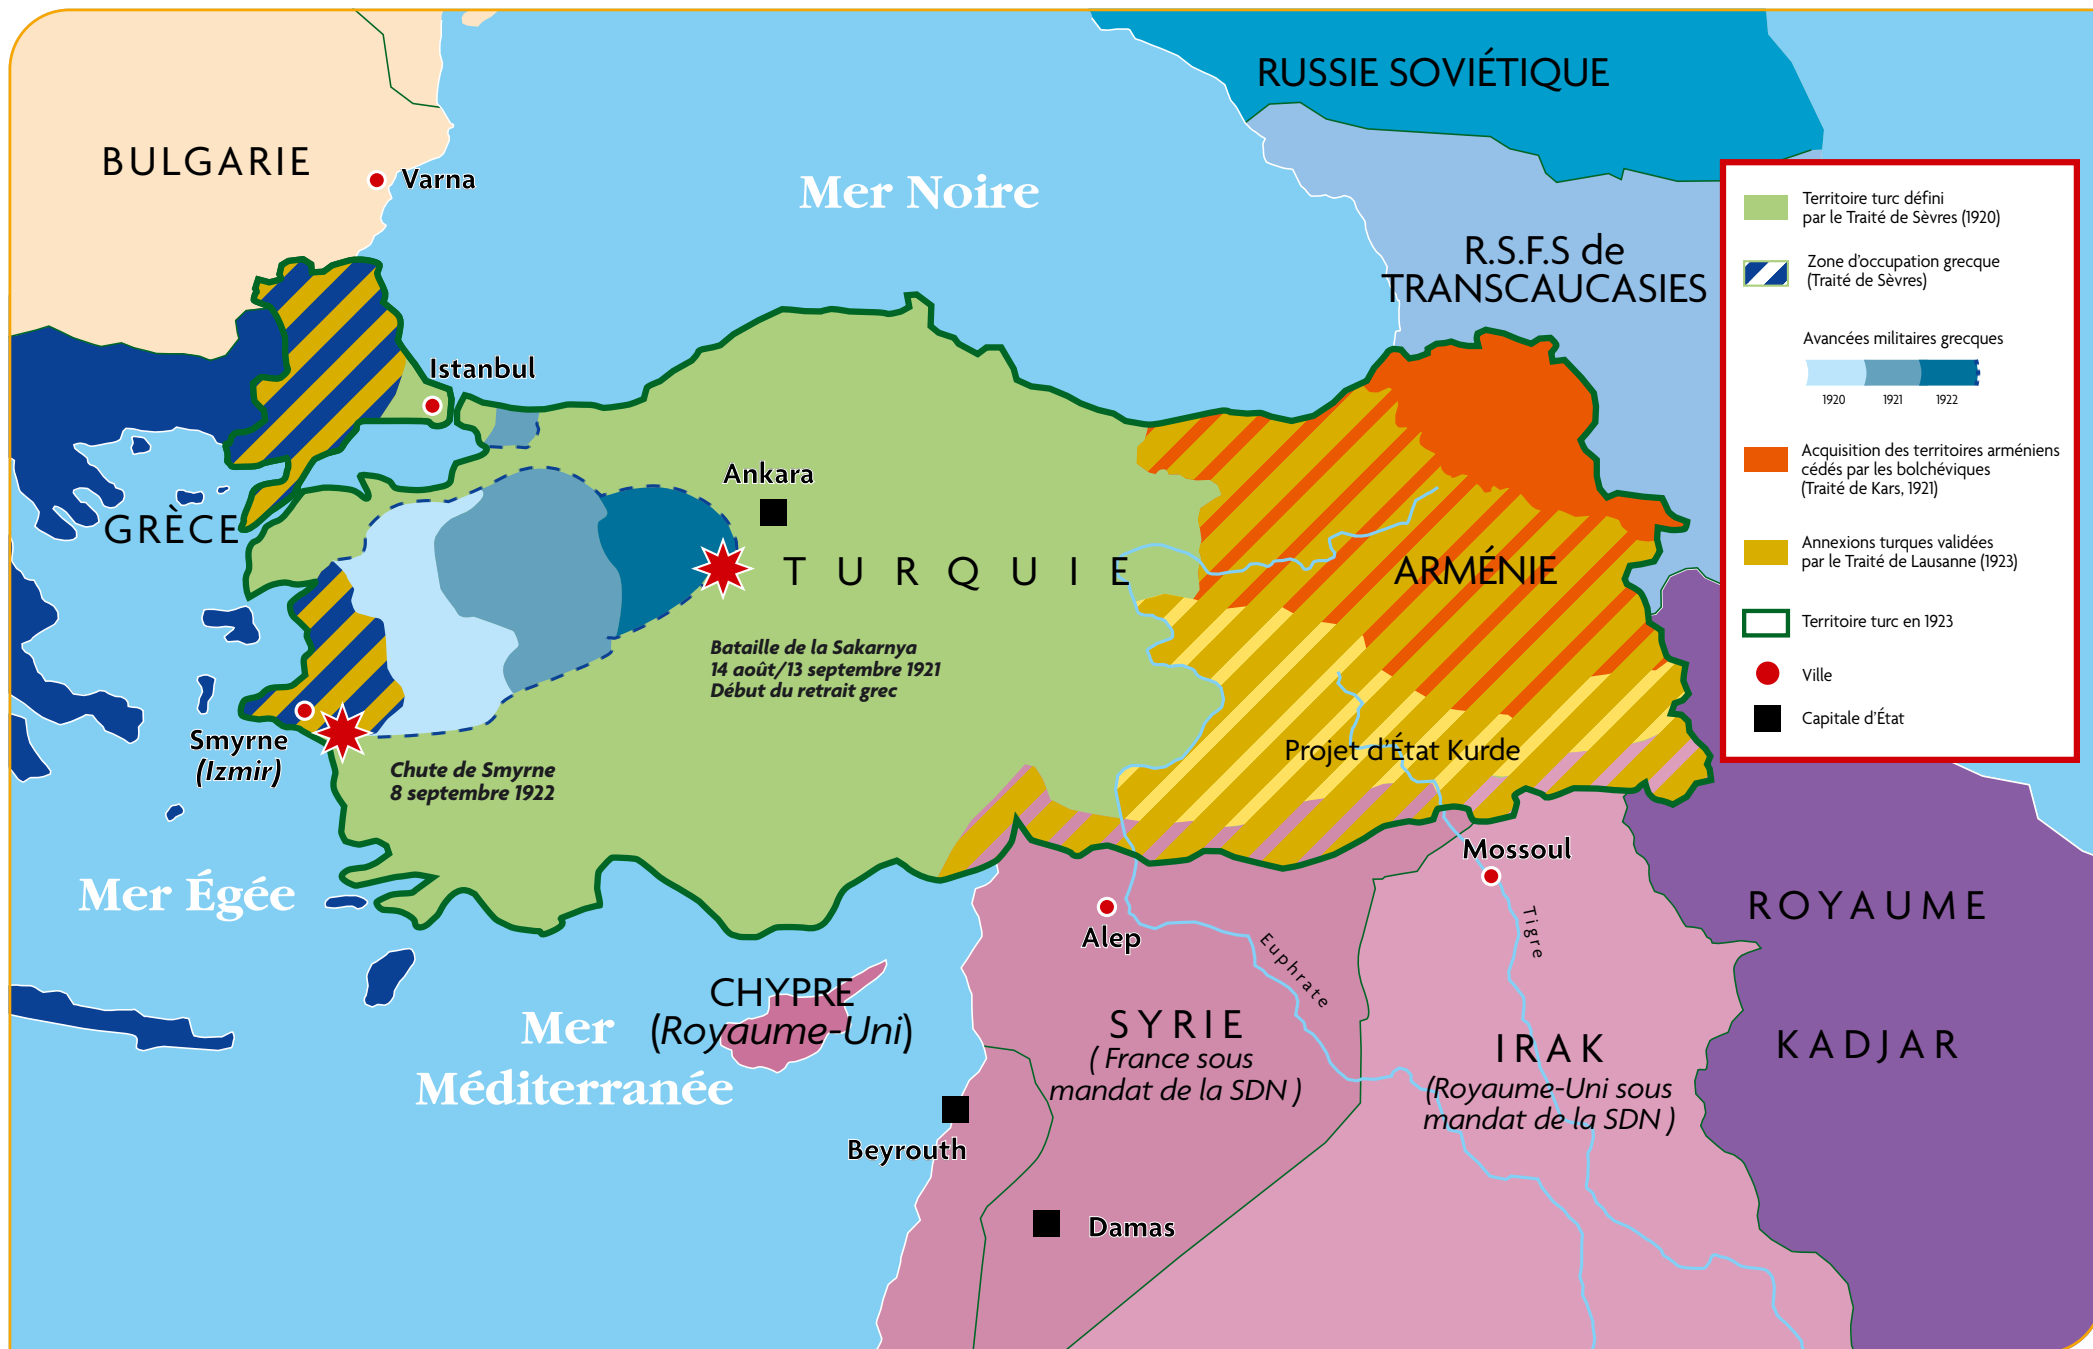 RUSSIE SOVIÉTIQUE
BULGARIE
Varna
Mer Noire
R.S.F.S de
TRANSCAUCASIES
Istanbul
Ankara
GRÈCE
TURQUIE
ARMÉNIE
Bataille de la Sakarnya
14 août/13 septembre 1921
Début du retrait grec
Smyrne
(Izmir)
Chute de Smyrne
8 septembre 1922
Projet d'État Kurde
Mossoul
Mer Égée
Alep
Euphrate
Tigre
ROYAUME
KADJAR
CHYPRE
(Royaume-Uni)
Mer
Méditerranée
SYRIE
( France sous
mandat de la SDN )
IRAK
(Royaume-Uni sous
mandat de la SDN )
Beyrouth
Damas
Territoire turc défini
par le Traité de Sèvres (1920)
Zone d'occupation grecque
(Traité de Sèvres)
Avancées militaires grecques
1920 1921 1922
Acquisition des territoires arméniens
cédés par les bolchéviques
(Traité de Kars, 1921)
Annexions turques validées
par le Traité de Lausanne (1923)
Territoire turc en 1923
Ville
Capitale d'État